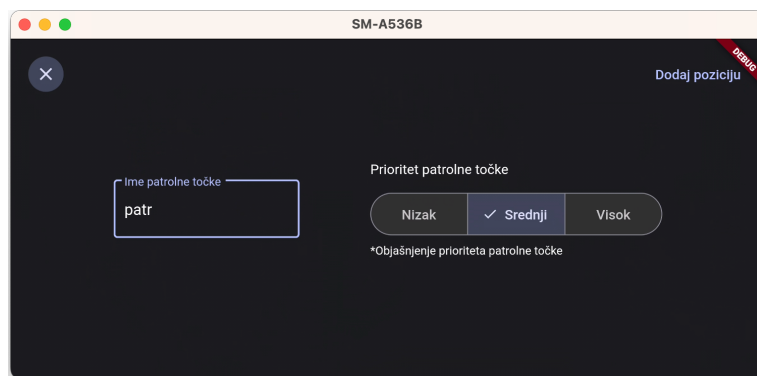 SM-A536B
DEBUG
Dodaj poziciju
Ime patrolne točke
patr
Prioritet patrolne točke
Nizak
Srednji
Visok
*Objašnjenje prioriteta patrolne točke